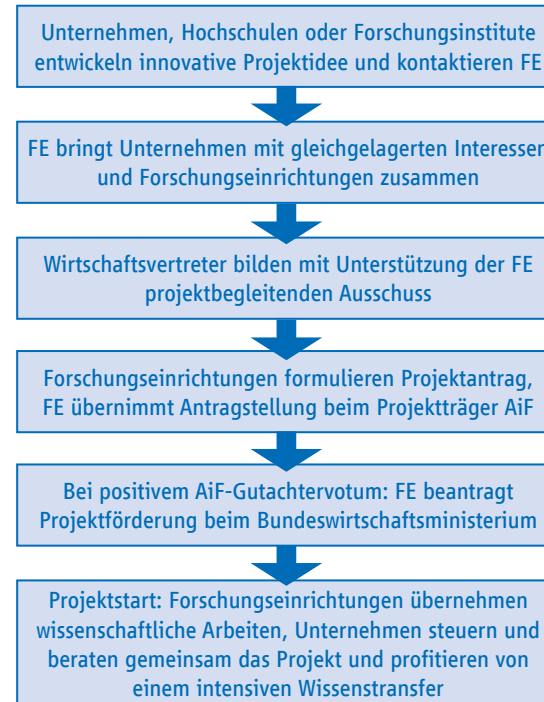 Unternehmen, Hochschulen oder Forschungsinstitute
entwickeln innovative Projektidee und kontaktieren FE
FE bringt Unternehmen mit gleichgelagerten Interessen
und Forschungseinrichtungen zusammen
Wirtschaftsvertreter bilden mit Unterstützung der FE
projektbegleitenden Ausschuss
Forschungseinrichtungen formulieren Projektantrag,
FE übernimmt Antragstellung beim Projektträger AiF
Bei positivem AiF-Gutachtervotum: FE beantragt
Projektförderung beim Bundeswirtschaftsministerium
Projektstart: Forschungseinrichtungen übernehmen
wissenschaftliche Arbeiten, Unternehmen steuern und
beraten gemeinsam das Projekt und profitieren von
einem intensiven Wissenstransfer